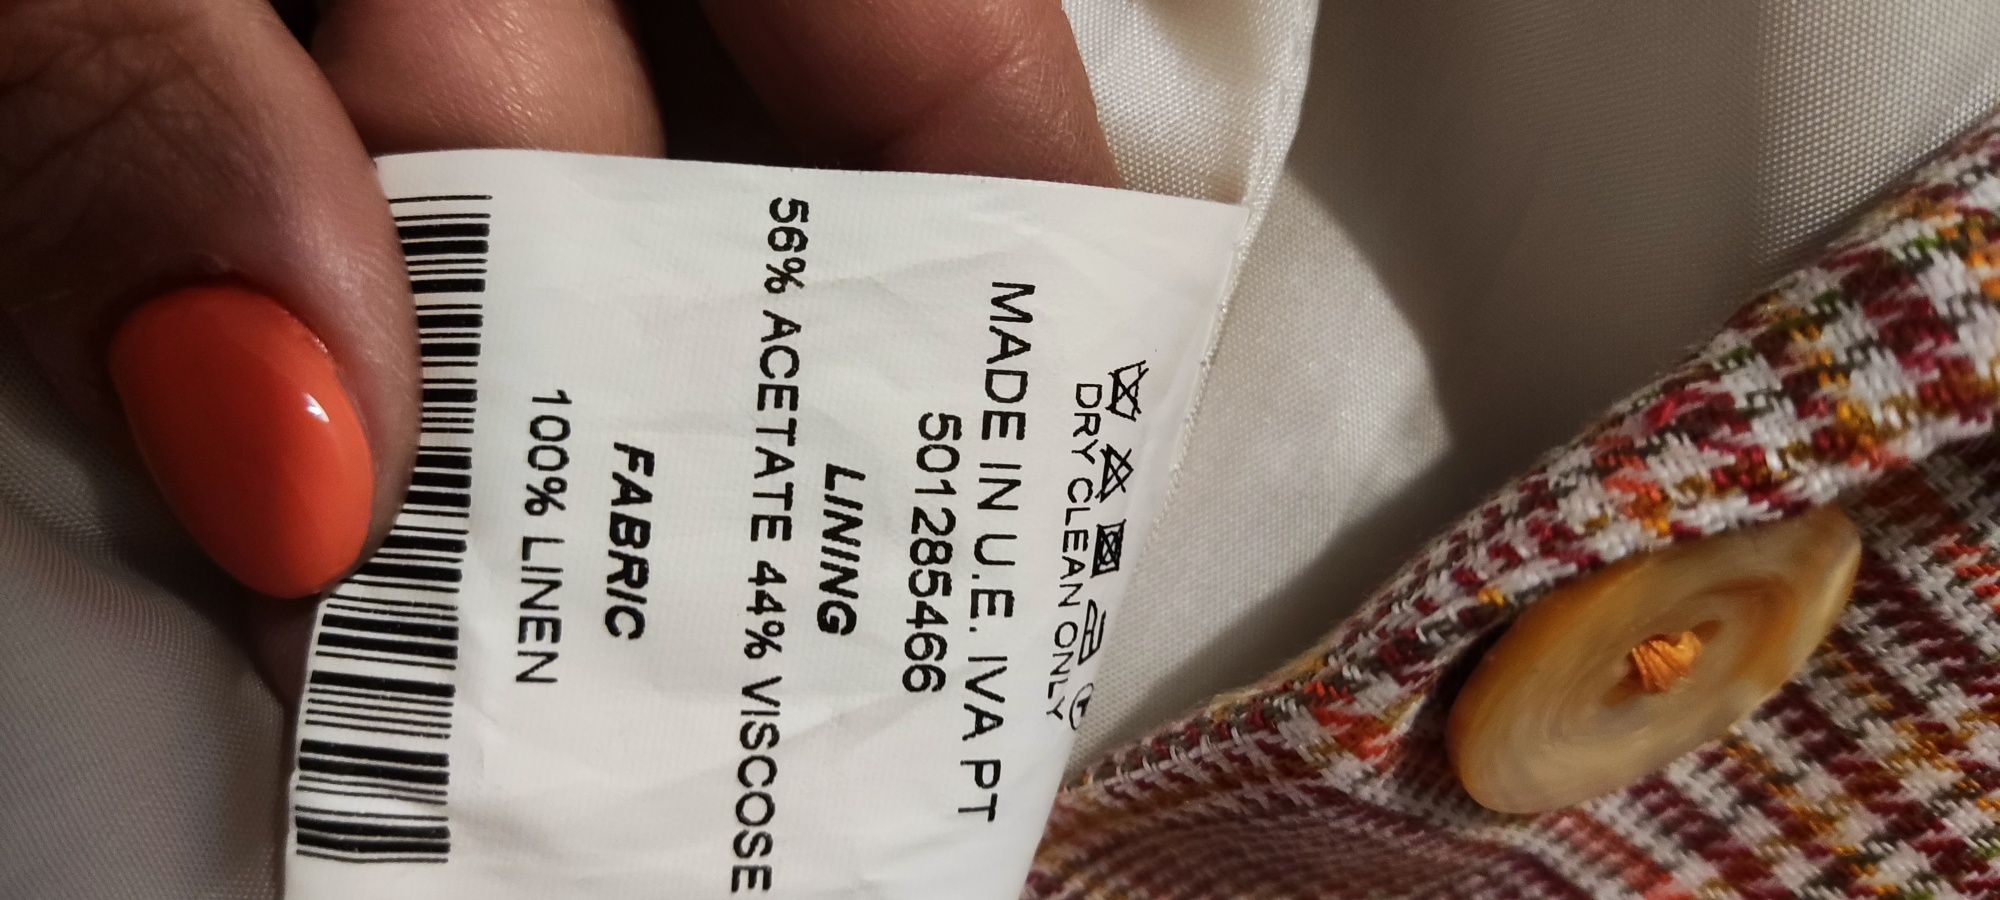 100% LINEN
FABRIC
56% ACETATE 44% VISCOSE
LINING
501285466
MADE IN U.E. IVA PT
DRY CLEAN ONLY